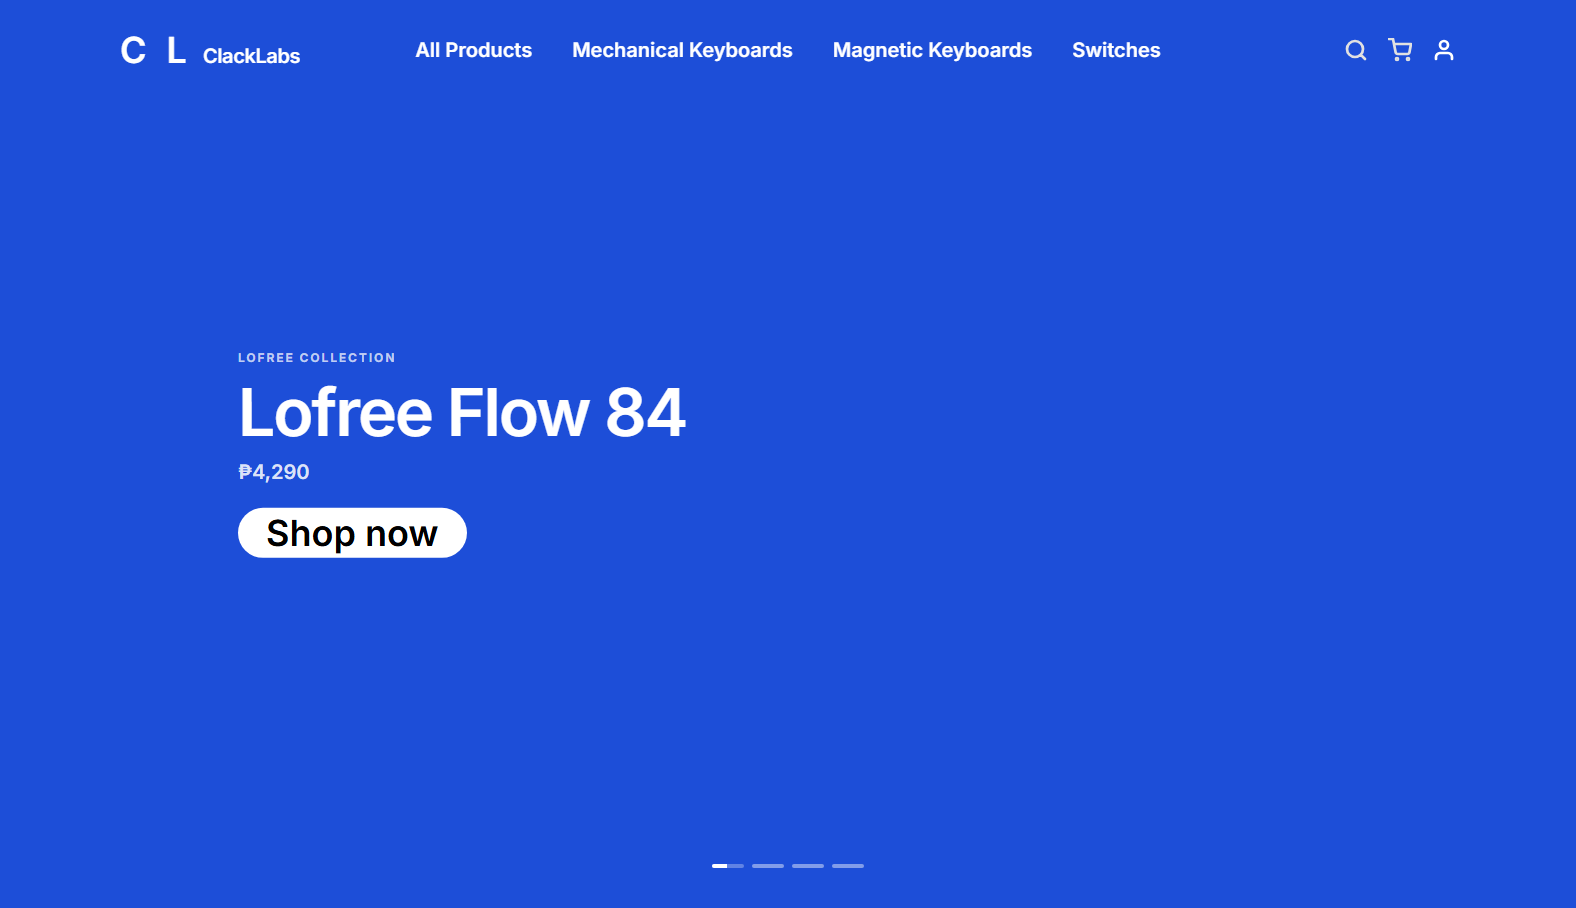 C L ClackLabs
All Products Mechanical Keyboards Magnetic Keyboards Switches
LOFREE COLLECTION
Lofree Flow 84
₱4,290
Shop now